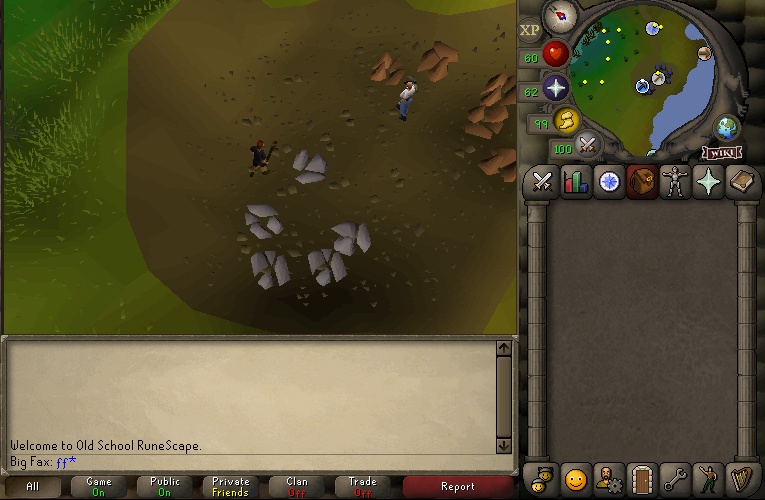 XP
60
62
99
100
WIKI
Welcome to Old School RuneScape.
Big Fax: ff*
All
Game
On
Public
On
Private
Friends
Clan
Off
Trade
Off
Report